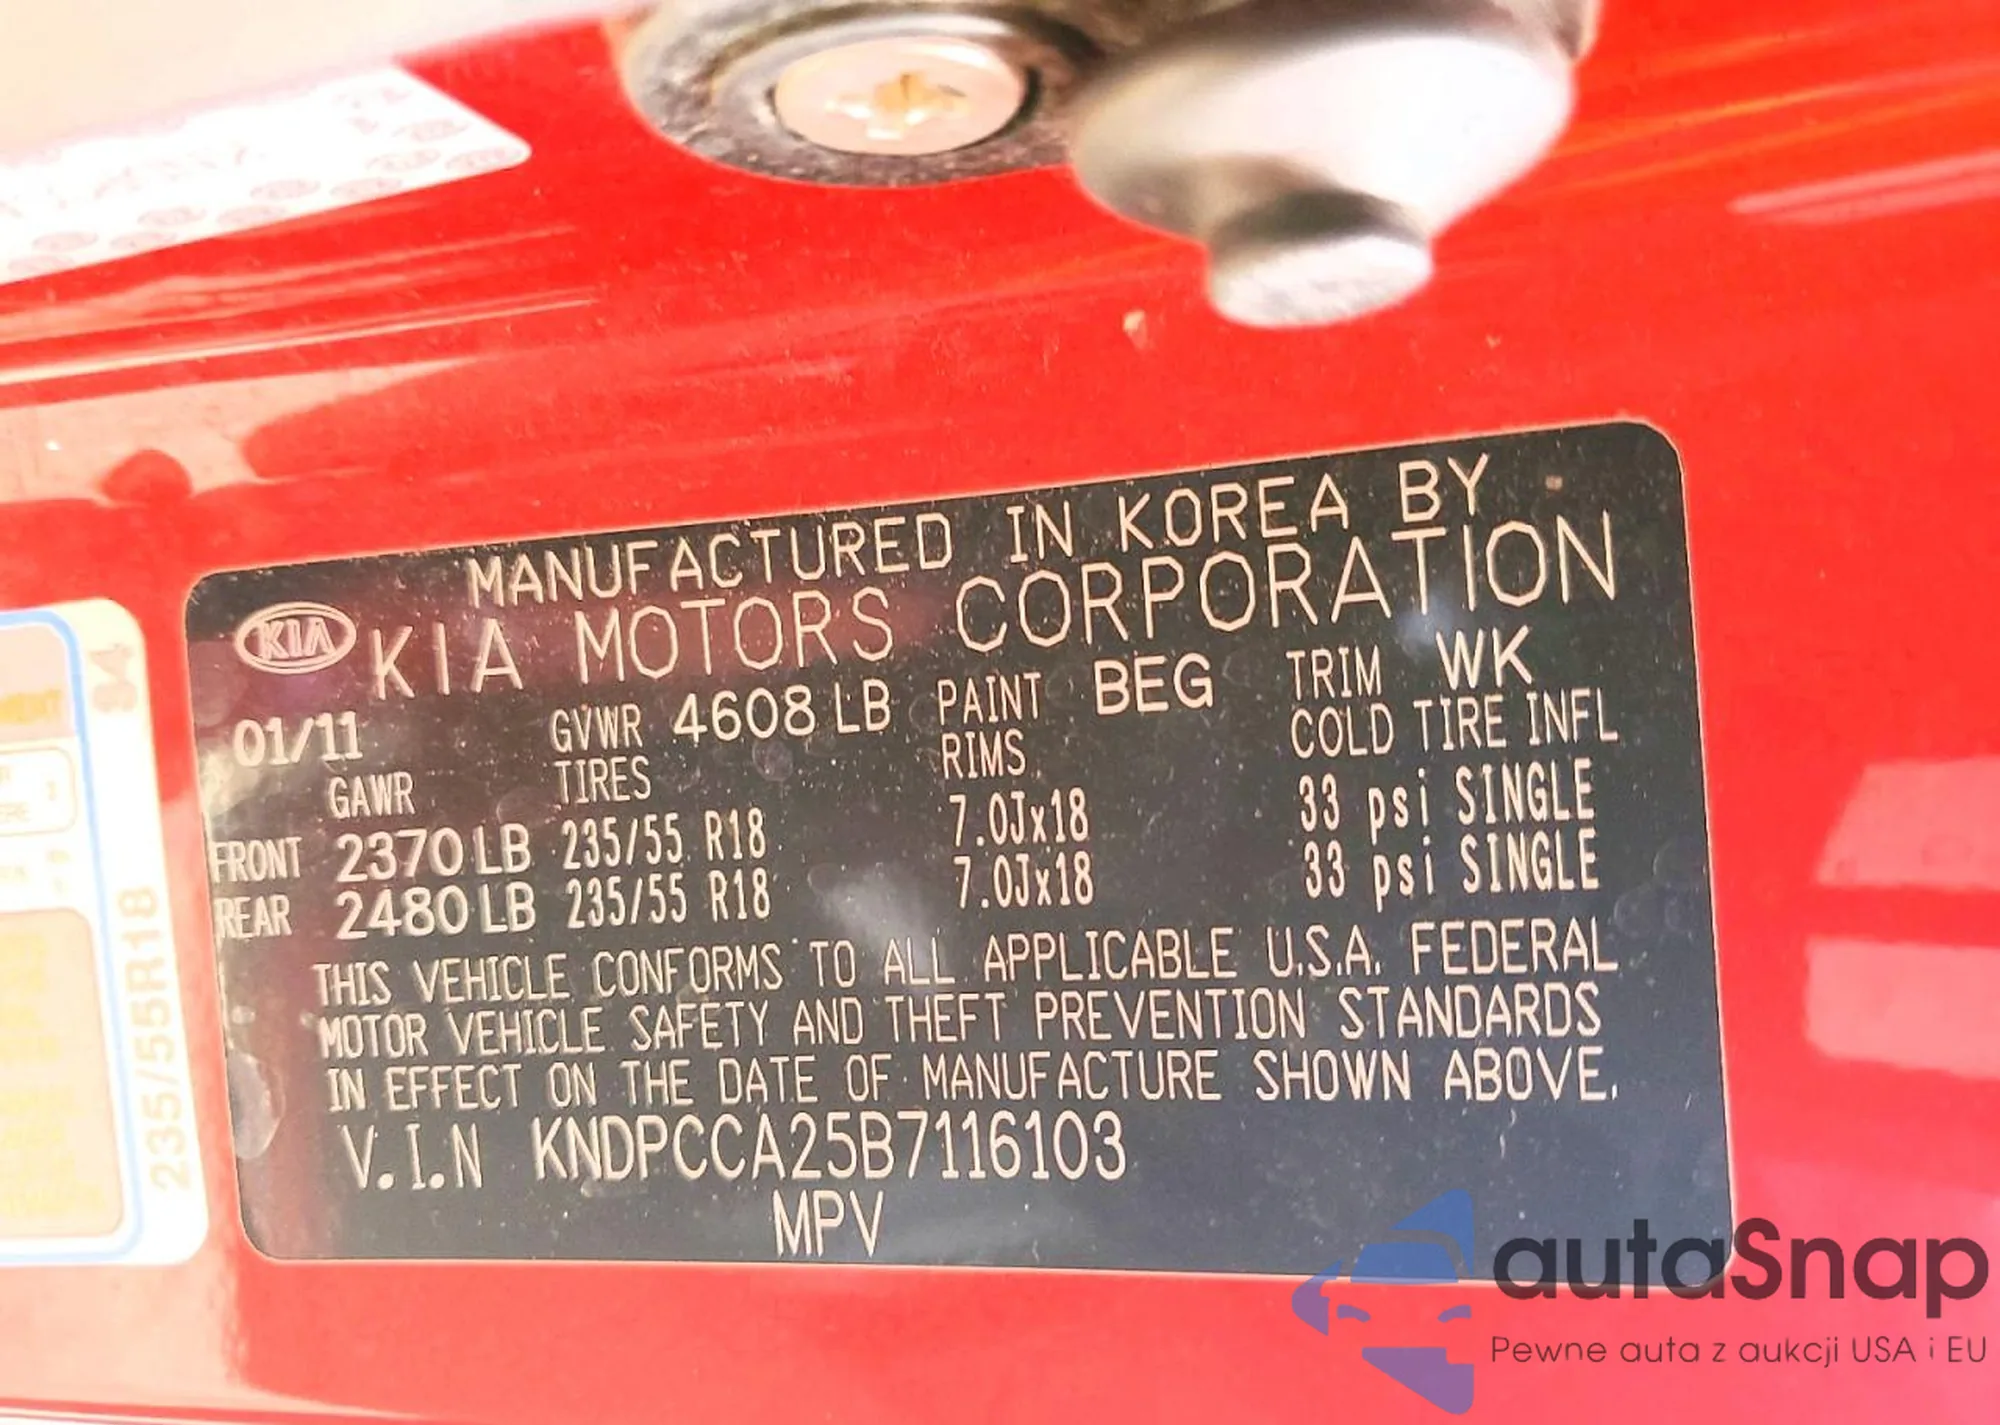 MANUFACTURED IN KOREA BY
KIA KIA MOTORS CORPORATION
01/11 GVWR 4608 LB PAINT BEG TRIM WK
GAWR TIRES RIMS COLD TIRE INFL
FRONT 2370 LB 235/55 R18 7.0Jx18 33 psi SINGLE
REAR 2480 LB 235/55 R18 7.0Jx18 33 psi SINGLE
THIS VEHICLE CONFORMS TO ALL APPLICABLE U.S.A. FEDERAL
MOTOR VEHICLE SAFETY AND THEFT PREVENTION STANDARDS
IN EFFECT ON THE DATE OF MANUFACTURE SHOWN ABOVE.
V.I.N KNDPCCA25B7116103
MPV
235/55R18
autaSnap
Pewne auta z aukcji USA i EU